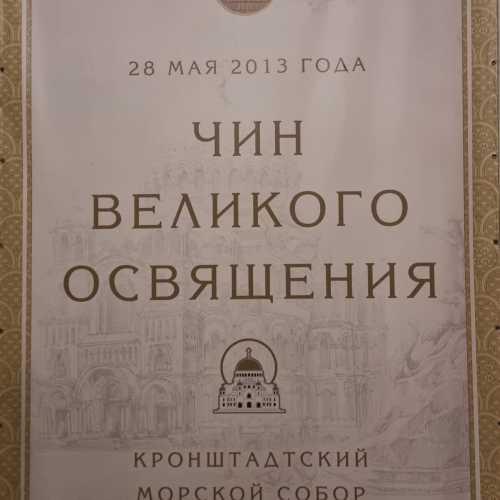 28 МАЯ 2013 ГОДА
ЧИН
ВЕЛИКОГО
ОСВЯЩЕНИЯ
КРОНШТАДТСКИЙ
МОРСКОЙ СОБОР